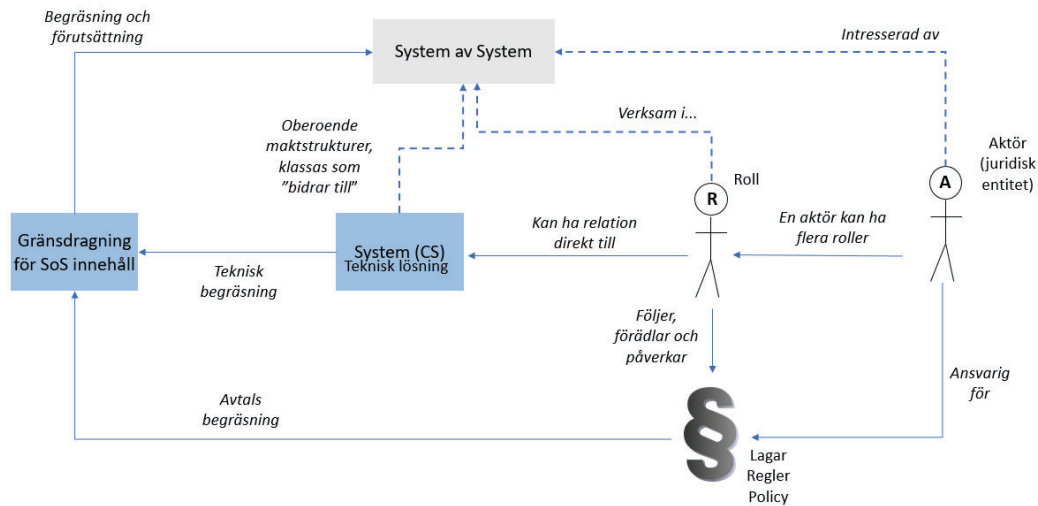 Begräsning och
förutsättning
System av System
Intresserad av
Verksam i...
Oberoende
maktstrukturer,
klassas som
”bidrar till”
Aktör
(juridisk
entitet)
A
R
Roll
Gränsdragning
för SoS innehåll
System (CS)
Teknisk lösning
Kan ha relation
direkt till
En aktör kan ha
flera roller
Teknisk
begräsning
Följer,
förädlar och
påverkar
Ansvarig
för
Avtals
begräsning
§
Lagar
Regler
Policy